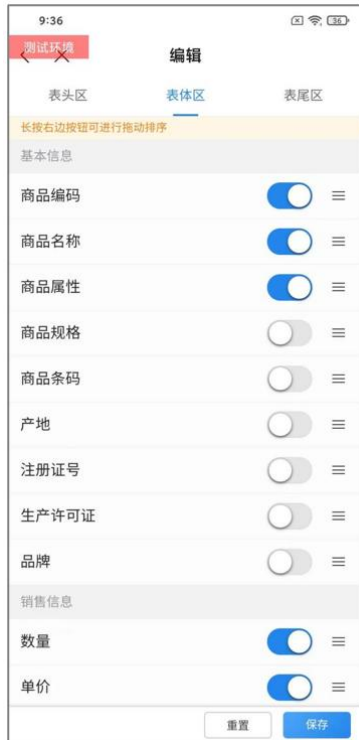 9:36
36
测试环境
编辑
表头区 表体区 表尾区
长按右边按钮可进行拖动排序
基本信息
商品编码
商品名称
商品属性
商品规格
商品条码
产地
注册证号
生产许可证
品牌
销售信息
数量
单价
重置 保存